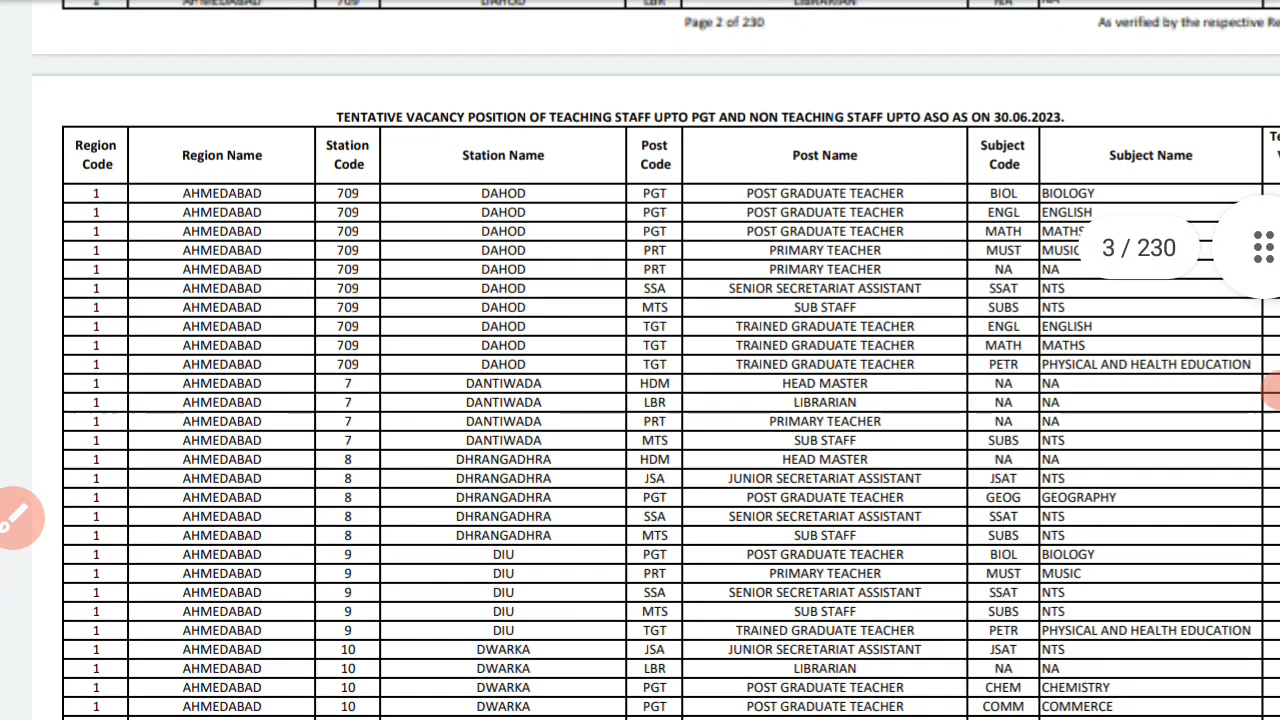 1 AHMEDABAD 709 DAHOD LBR LIBRARIAN NA NA
Page 2 of 230 As verified by the respective Re
TENTATIVE VACANCY POSITION OF TEACHING STAFF UPTO PGT AND NON TEACHING STAFF UPTO ASO AS ON 30.06.2023.
Region Code Region Name Station Code Station Name Post Code Post Name Subject Code Subject Name Te
1 AHMEDABAD 709 DAHOD PGT POST GRADUATE TEACHER BIOL BIOLOGY
1 AHMEDABAD 709 DAHOD PGT POST GRADUATE TEACHER ENGL ENGLISH
1 AHMEDABAD 709 DAHOD PGT POST GRADUATE TEACHER MATH MATHS
1 AHMEDABAD 709 DAHOD PRT PRIMARY TEACHER MUST MUSIC
3 / 230
1 AHMEDABAD 709 DAHOD PRT PRIMARY TEACHER NA NA
1 AHMEDABAD 709 DAHOD SSA SENIOR SECRETARIAT ASSISTANT SSAT NTS
1 AHMEDABAD 709 DAHOD MTS SUB STAFF SUBS NTS
1 AHMEDABAD 709 DAHOD TGT TRAINED GRADUATE TEACHER ENGL ENGLISH
1 AHMEDABAD 709 DAHOD TGT TRAINED GRADUATE TEACHER MATH MATHS
1 AHMEDABAD 709 DAHOD TGT TRAINED GRADUATE TEACHER PETR PHYSICAL AND HEALTH EDUCATION
1 AHMEDABAD 7 DANTIWADA HDM HEAD MASTER NA NA
1 AHMEDABAD 7 DANTIWADA LBR LIBRARIAN NA NA
1 AHMEDABAD 7 DANTIWADA PRT PRIMARY TEACHER NA NA
1 AHMEDABAD 7 DANTIWADA MTS SUB STAFF SUBS NTS
1 AHMEDABAD 8 DHRANGADHRA HDM HEAD MASTER NA NA
1 AHMEDABAD 8 DHRANGADHRA JSA JUNIOR SECRETARIAT ASSISTANT JSAT NTS
1 AHMEDABAD 8 DHRANGADHRA PGT POST GRADUATE TEACHER GEOG GEOGRAPHY
1 AHMEDABAD 8 DHRANGADHRA SSA SENIOR SECRETARIAT ASSISTANT SSAT NTS
1 AHMEDABAD 8 DHRANGADHRA MTS SUB STAFF SUBS NTS
1 AHMEDABAD 9 DIU PGT POST GRADUATE TEACHER BIOL BIOLOGY
1 AHMEDABAD 9 DIU PRT PRIMARY TEACHER MUST MUSIC
1 AHMEDABAD 9 DIU SSA SENIOR SECRETARIAT ASSISTANT SSAT NTS
1 AHMEDABAD 9 DIU MTS SUB STAFF SUBS NTS
1 AHMEDABAD 9 DIU TGT TRAINED GRADUATE TEACHER PETR PHYSICAL AND HEALTH EDUCATION
1 AHMEDABAD 10 DWARKA JSA JUNIOR SECRETARIAT ASSISTANT JSAT NTS
1 AHMEDABAD 10 DWARKA LBR LIBRARIAN NA NA
1 AHMEDABAD 10 DWARKA PGT POST GRADUATE TEACHER CHEM CHEMISTRY
1 AHMEDABAD 10 DWARKA PGT POST GRADUATE TEACHER COMM COMMERCE